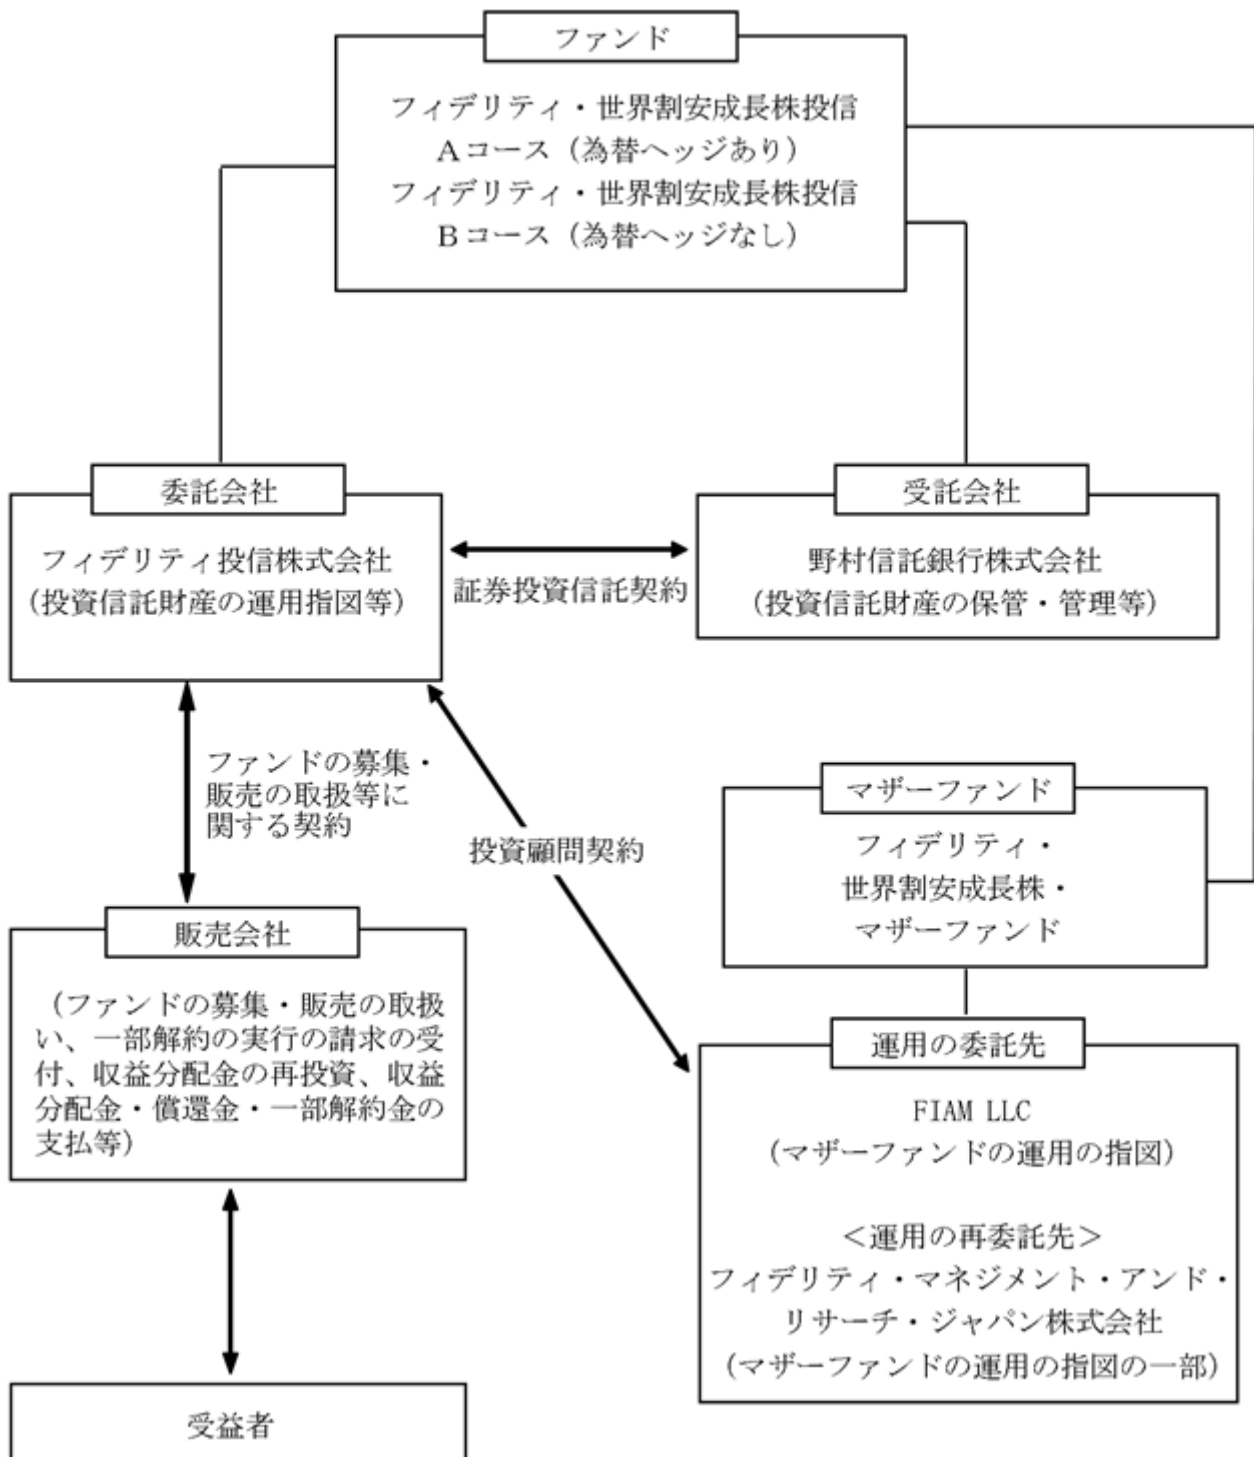 ファンド
フィデリティ・世界割安成長株投信
Aコース（為替ヘッジあり）
フィデリティ・世界割安成長株投信
Bコース（為替ヘッジなし）
委託会社
フィデリティ投信株式会社
（投資信託財産の運用指図等）
証券投資信託契約
受託会社
野村信託銀行株式会社
（投資信託財産の保管・管理等）
ファンドの募集・
販売の取扱等に
関する契約
投資顧問契約
マザーファンド
フィデリティ・
世界割安成長株・
マザーファンド
販売会社
（ファンドの募集・販売の取扱
い、一部解約の実行の請求の受
付、収益分配金の再投資、収益
分配金・償還金・一部解約金の
支払等）
運用の委託先
FIAM LLC
（マザーファンドの運用の指図）
＜運用の再委託先＞
フィデリティ・マネジメント・アンド・
リサーチ・ジャパン株式会社
（マザーファンドの運用の指図の一部）
受益者